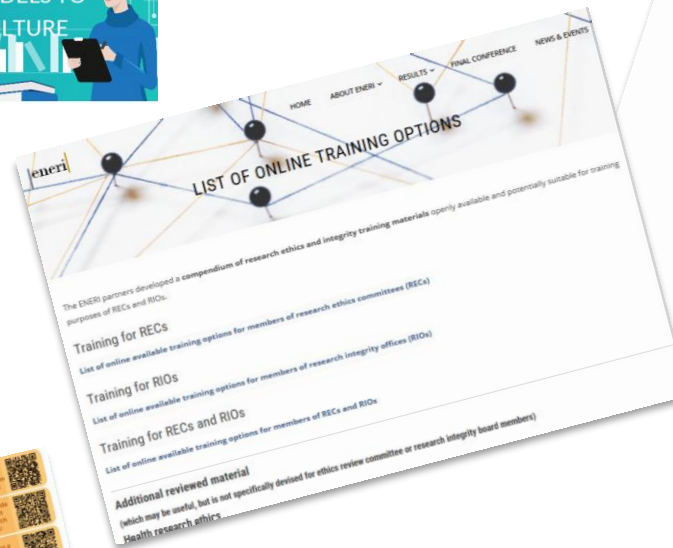 LTURE
HOME
ABOUT ENERI
RESULTS
FINAL CONFERENCE
NEWS & EVENTS
eneri
LIST OF ONLINE TRAINING OPTIONS
The ENERI partners developed a compendium of research ethics and integrity training materials openly available and potentially suitable for training
purposes of RECs and RIOs.
Training for RECs
List of online available training options for members of research ethics committees (RECs)
Training for RIOs
List of online available training options for members of research integrity offices (RIOs)
Training for RECs and RIOs
List of online available training options for members of RECs and RIOs
Additional reviewed material
(which may be useful, but is not specifically devised for ethics review committee or research integrity board members)
Health research ethics